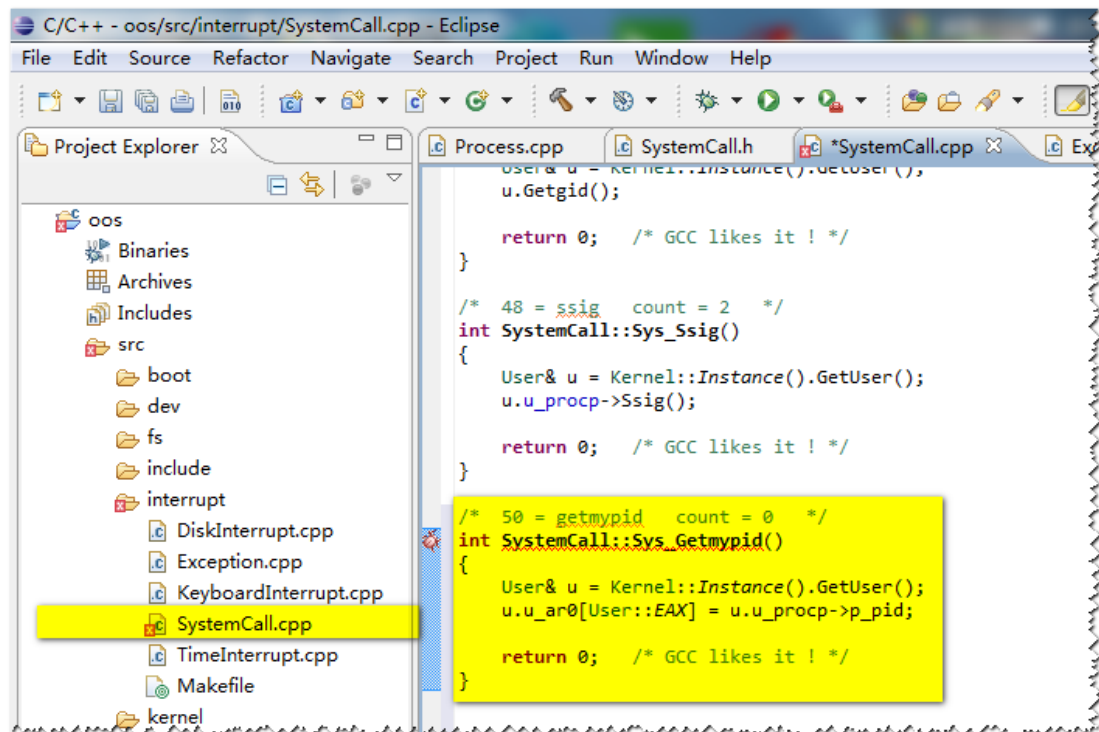 C/C++ - oos/src/interrupt/SystemCall.cpp - Eclipse
File Edit Source Refactor Navigate Search Project Run Window Help
Project Explorer
Process.cpp
SystemCall.h
*SystemCall.cpp
oos
Binaries
Archives
Includes
src
boot
dev
fs
include
interrupt
DiskInterrupt.cpp
Exception.cpp
KeyboardInterrupt.cpp
SystemCall.cpp
TimeInterrupt.cpp
Makefile
kernel
User& u = Kernel::Instance().GetUser();
u.Getgid();
return 0; /* GCC likes it ! */
}
/* 48 = ssig count = 2 */
int SystemCall::Sys_Ssig()
{
User& u = Kernel::Instance().GetUser();
u.u_procp->Ssig();
return 0; /* GCC likes it ! */
}
/* 50 = getmypid count = 0 */
int SystemCall::Sys_Getmypid()
{
User& u = Kernel::Instance().GetUser();
u.u_ar0[User::EAX] = u.u_procp->p_pid;
return 0; /* GCC likes it ! */
}